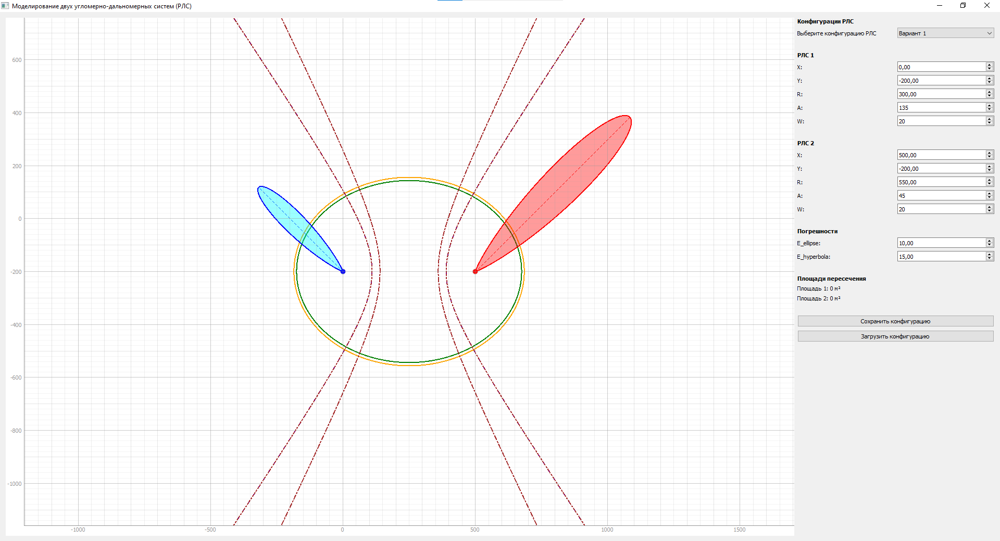 Моделирование двух угломерно-дальномерных систем (РЛС)
600
400
200
0
-200
-400
-600
-800
-1000
-1000 -500 0 500 1000 1500
Конфигурации РЛС
Выберите конфигурацию РЛС Вариант 1
РЛС 1
X: 0,00
Y: -200,00
R: 300,00
A: 135
W: 20
РЛС 2
X: 500,00
Y: -200,00
R: 550,00
A: 45
W: 20
Погрешности
E_ellipse: 10,00
E_hyperbola: 15,00
Площади пересечения
Площадь 1: 0 м²
Площадь 2: 0 м²
Сохранить конфигурацию
Загрузить конфигурацию